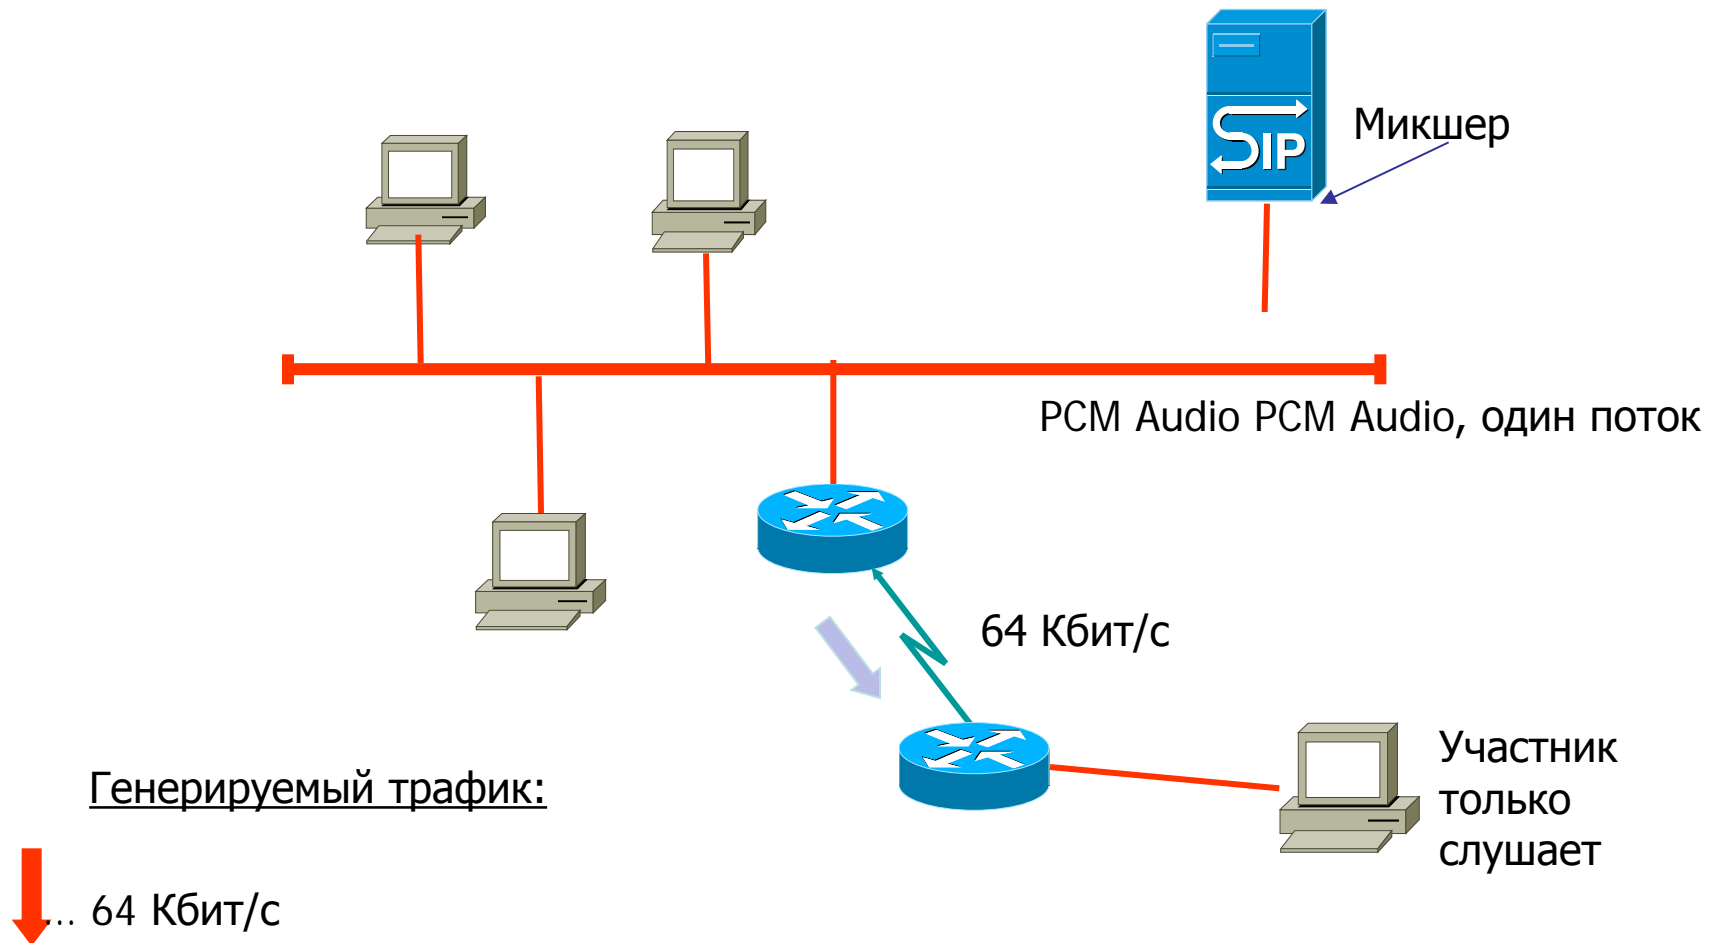 SIP
Микшер
PCM Audio PCM Audio, один поток
64 Кбит/с
Участник
только
слушает
Генерируемый трафик:
... 64 Кбит/с